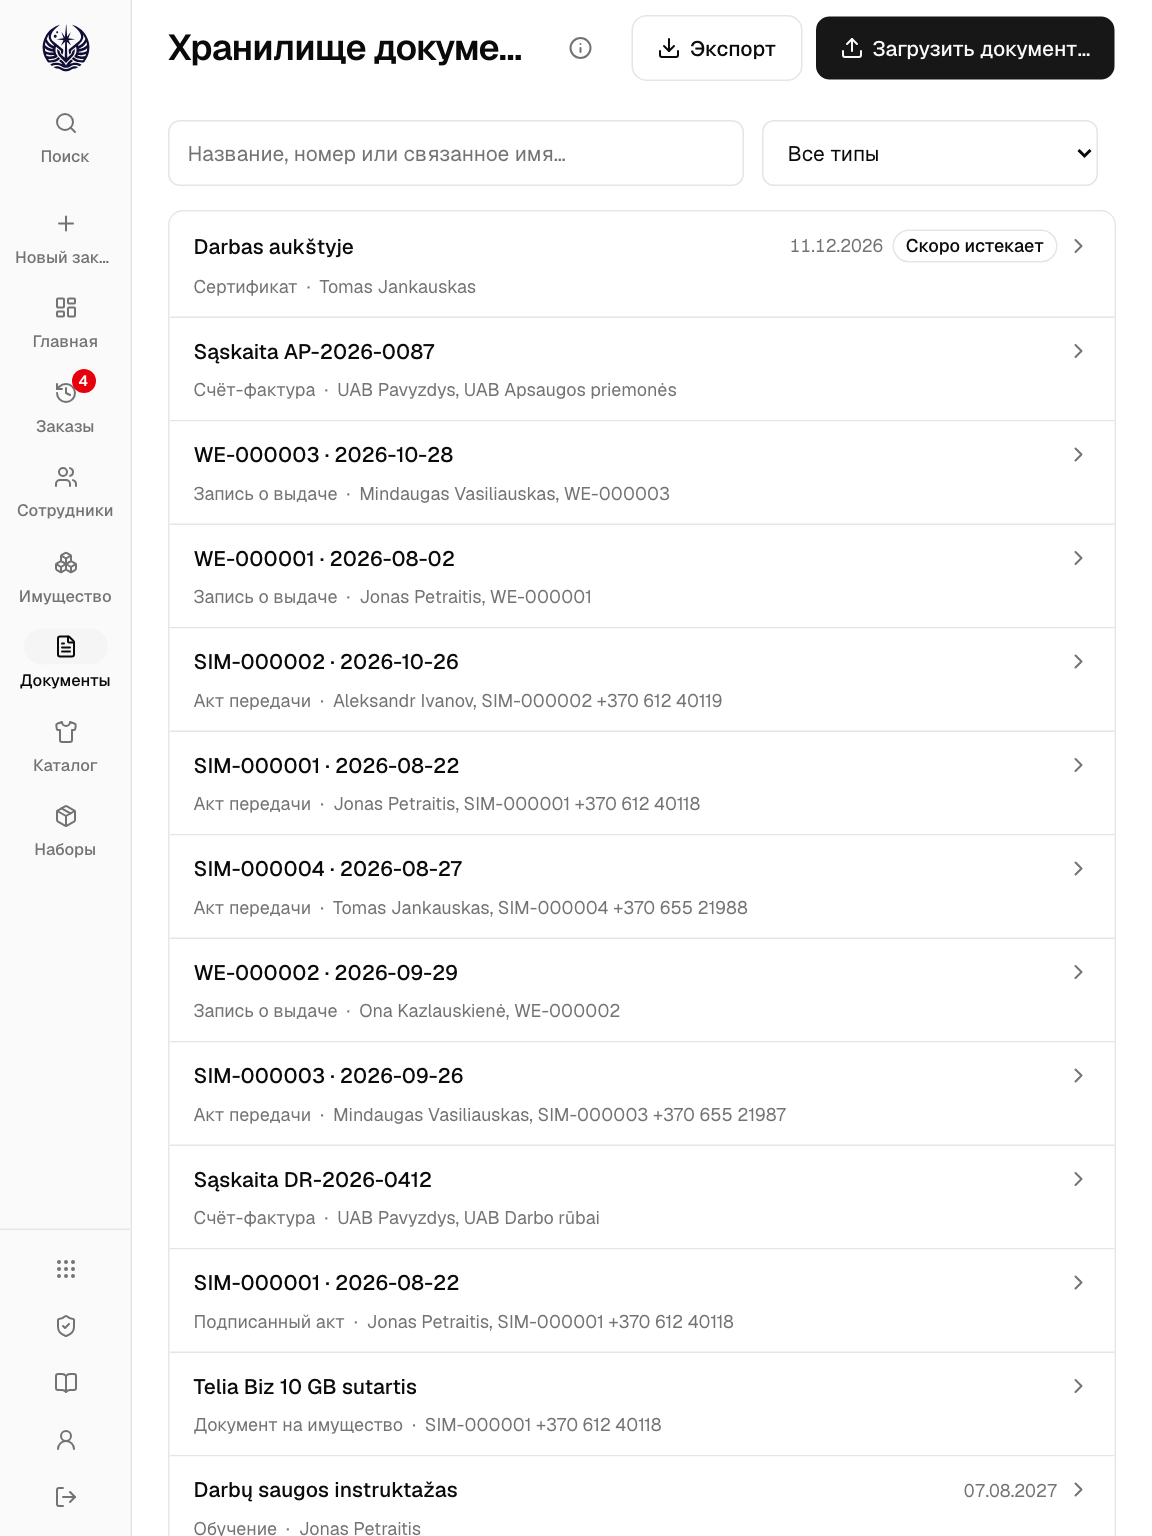 Хранилище докуме...
Экспорт
Загрузить документ...
Поиск
Новый зак...
Главная
4
Заказы
Сотрудники
Имущество
Документы
Каталог
Наборы
Название, номер или связанное имя...
Все типы
Darbas aukštyje
11.12.2026
Скоро истекает
Сертификат · Tomas Jankauskas
Sąskaita AP-2026-0087
Счёт-фактура · UAB Pavyzdys, UAB Apsaugos priemonės
WE-000003 · 2026-10-28
Запись о выдаче · Mindaugas Vasiliauskas, WE-000003
WE-000001 · 2026-08-02
Запись о выдаче · Jonas Petraitis, WE-000001
SIM-000002 · 2026-10-26
Акт передачи · Aleksandr Ivanov, SIM-000002 +370 612 40119
SIM-000001 · 2026-08-22
Акт передачи · Jonas Petraitis, SIM-000001 +370 612 40118
SIM-000004 · 2026-08-27
Акт передачи · Tomas Jankauskas, SIM-000004 +370 655 21988
WE-000002 · 2026-09-29
Запись о выдаче · Ona Kazlauskienė, WE-000002
SIM-000003 · 2026-09-26
Акт передачи · Mindaugas Vasiliauskas, SIM-000003 +370 655 21987
Sąskaita DR-2026-0412
Счёт-фактура · UAB Pavyzdys, UAB Darbo rūbai
SIM-000001 · 2026-08-22
Подписанный акт · Jonas Petraitis, SIM-000001 +370 612 40118
Telia Biz 10 GB sutartis
Документ на имущество · SIM-000001 +370 612 40118
Darbų saugos instruktažas
07.08.2027
Обучение · Jonas Petraitis